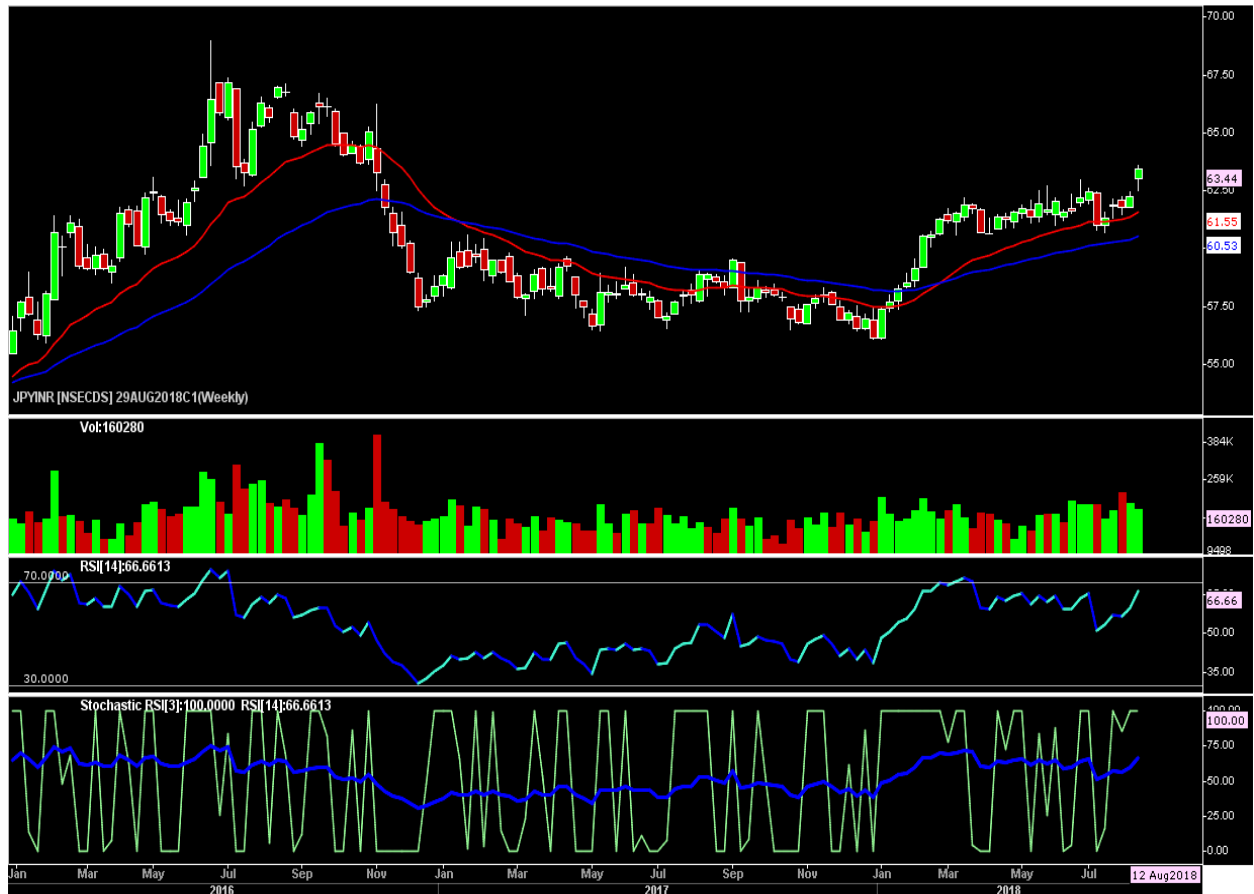 70.00
67.50
65.00
63.44
62.50
61.55
60.53
57.50
55.00
JPYINR [NSECDS] 29AUG2018C1(Weekly)
Vol:160280
384K
259K
160280
9498
RSI[14]:66.6613
70.0000
66.66
50.00
35.00
30.0000
Stochastic RSI[3]:100.0000 RSI[14]:66.6613
100.00
100.00
75.00
50.00
25.00
0.00
Jan Mar May Jul Sep Nov Jan Mar May Jul Sep Nov Jan Mar May Jul 12 Aug2018
2016 2017 2018